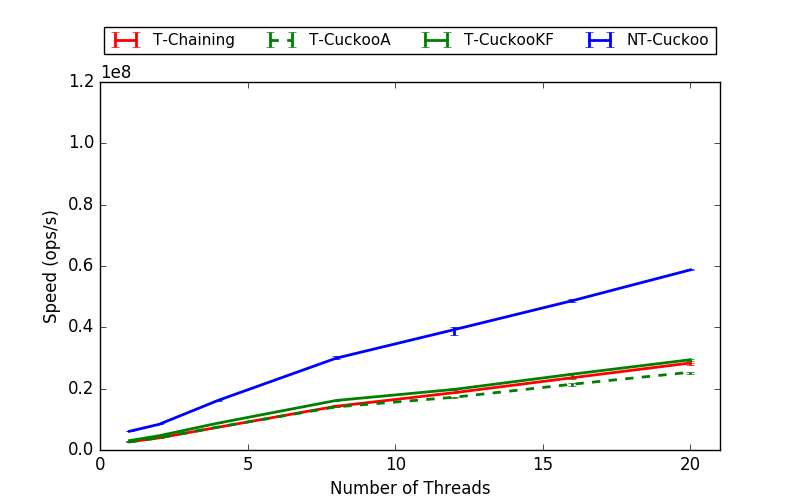 T-Chaining T-CuckooA T-CuckooKF NT-Cuckoo
1e8
1.2
1.0
0.8
0.6
0.4
0.2
0.0
Speed (ops/s)
0 5 10 15 20
Number of Threads